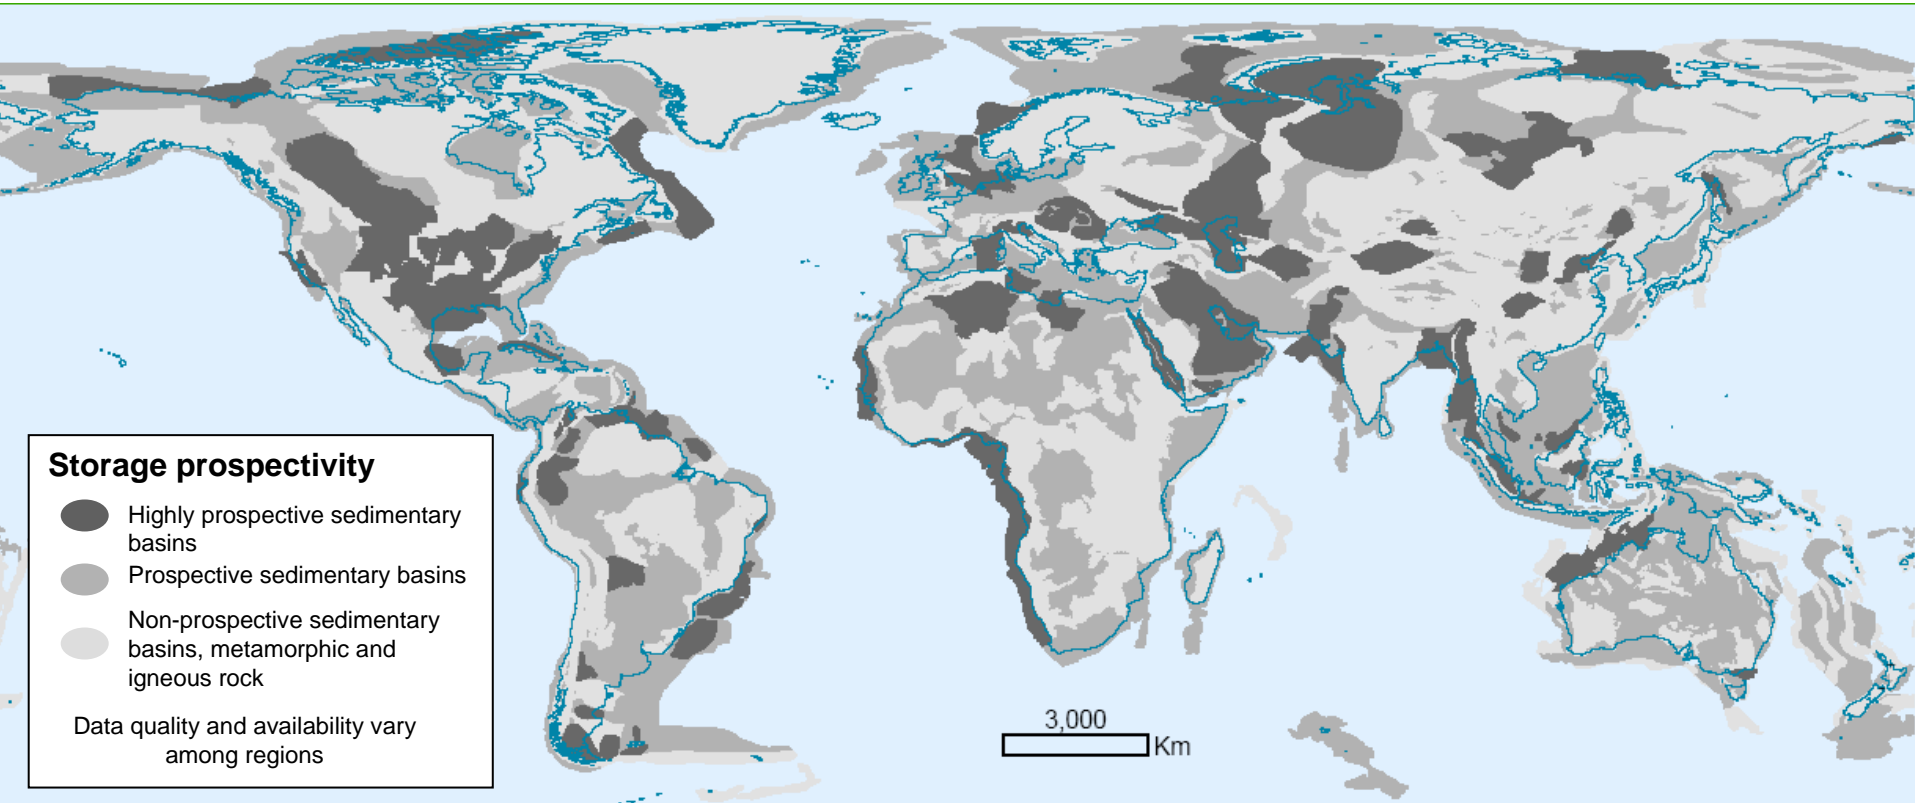 Storage prospectivity
Highly prospective sedimentary
basins
Prospective sedimentary basins
Non-prospective sedimentary
basins, metamorphic and
igneous rock
Data quality and availability vary
among regions
3,000
Km